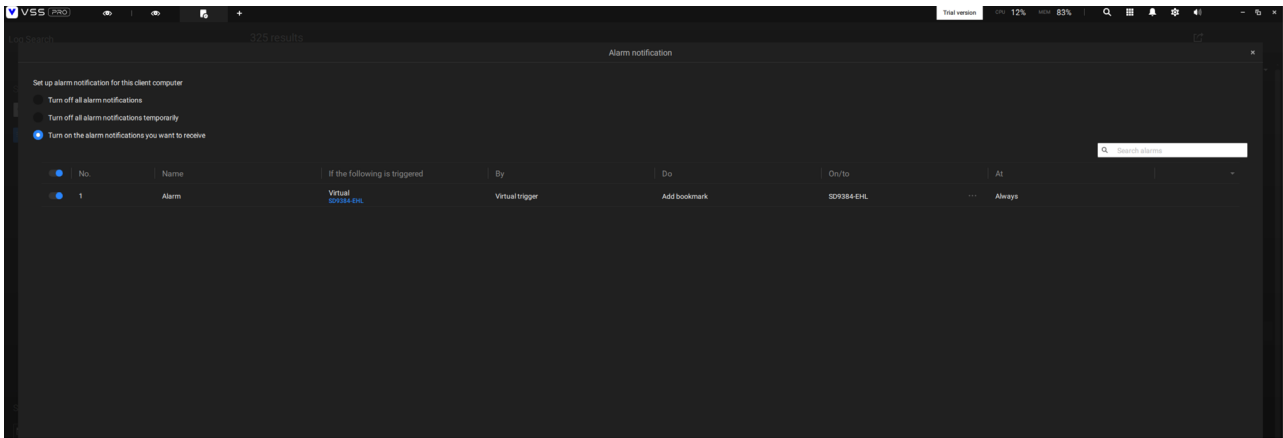 VSS PRO + Trial version CPU 12% MEM 83%
Log Search 325 results
Alarm notification
Set up alarm notification for this client computer
Turn off all alarm notifications
Turn off all alarm notifications temporarily
Turn on the alarm notifications you want to receive
Search alarms
No. Name If the following is triggered By Do On/to At
1 Alarm Virtual Virtual trigger Add bookmark SD9384-EHL ... Always
SD9384-EHL